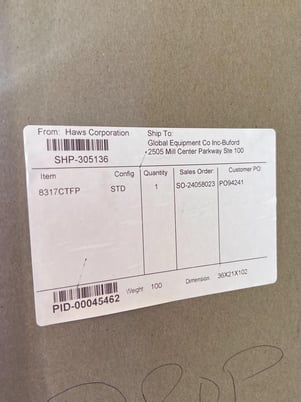 From: Haws Corporation
SHP-305136
Ship To:
Global Equipment Co Inc-Buford
2505 Mill Center Parkway Ste 100
Item Config Quantity Sales Order: Customer PO:
8317CTFP STD 1 SO-24058023 PO94241
PID-00045462
Weight 100 Dimension 36X21X102